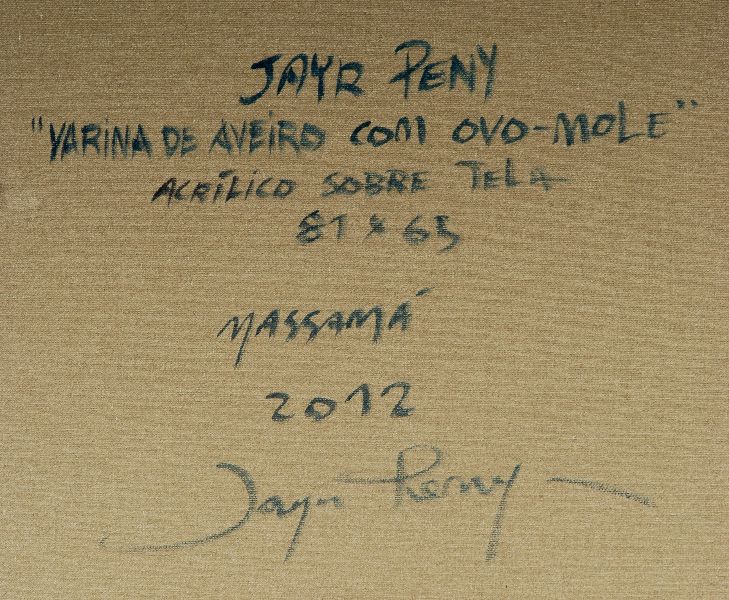 JAYR PENY
"VARINA DE AVEIRO COM OVO-MOLE"
ACRÍLICO SOBRE TELA
81 x 65
MASSAMÁ
2012
Jayr Peny